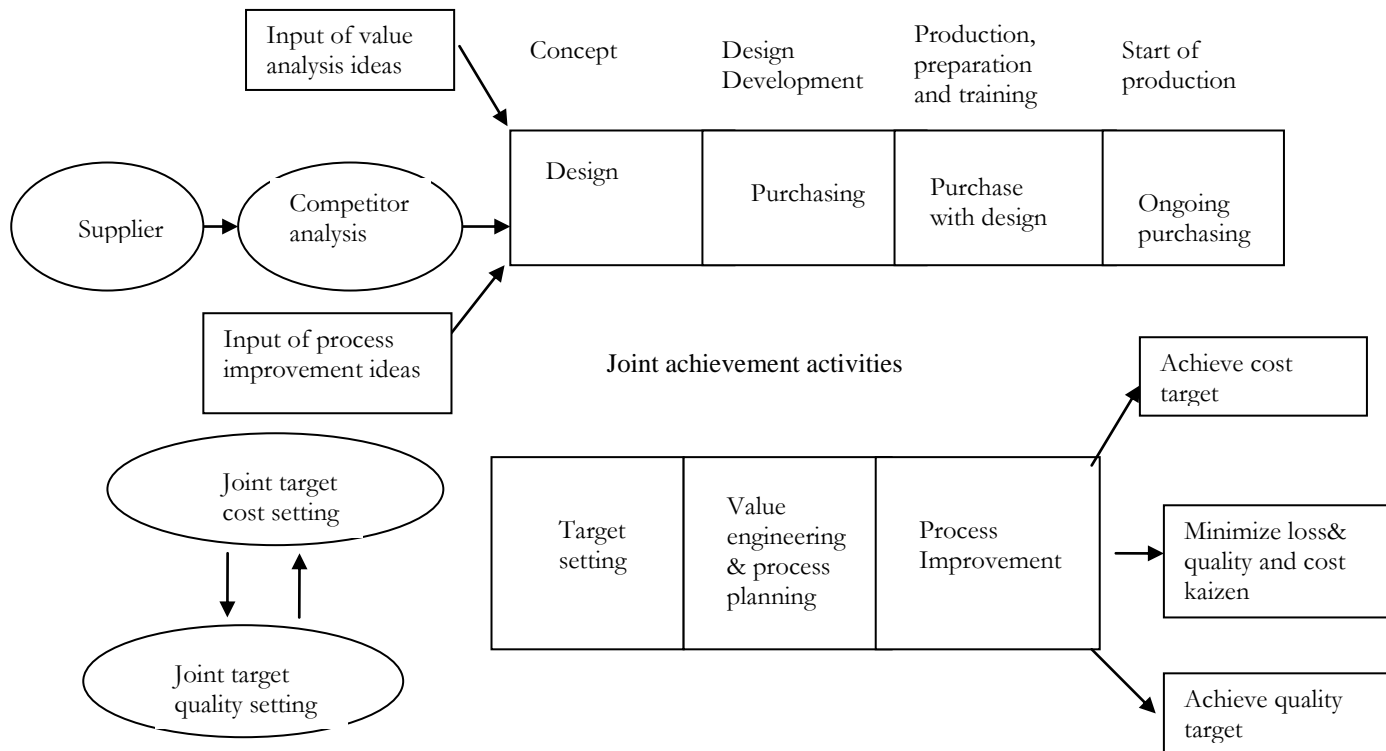 Input of value
analysis ideas
Concept
Design
Development
Production,
preparation
and training
Start of
production
Supplier
Competitor
analysis
Design
Purchasing
Purchase
with design
Ongoing
purchasing
Input of process
improvement ideas
Joint achievement activities
Achieve cost
target
Joint target
cost setting
Target
setting
Value
engineering
& process
planning
Process
Improvement
Minimize loss&
quality and cost
kaizen
Joint target
quality setting
Achieve quality
target